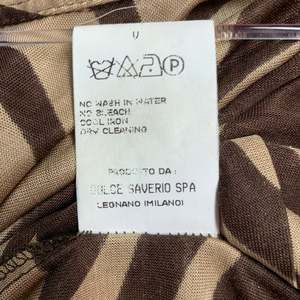 P
NO WASH IN WATER
NO BLEACH
COOL IRON
DRY CLEANING
PRODOTTO DA :
DOLCE SAVERIO SPA
LEGNANO (MILANO)